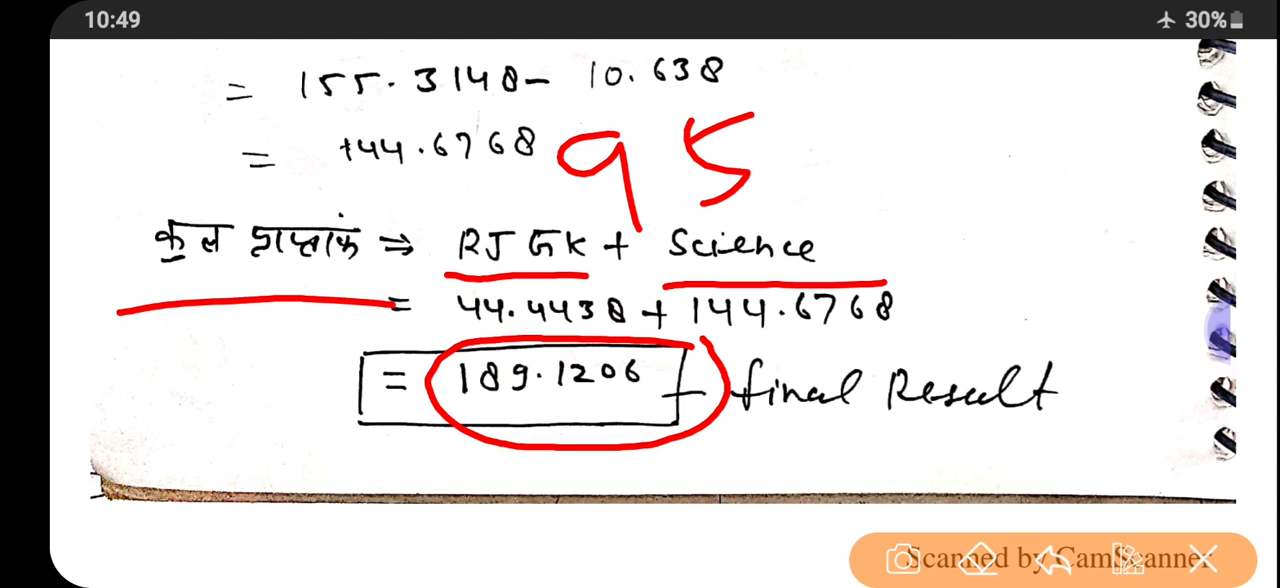 10:49 30%
= 155.3148 - 10.638
= 144.6768
95
कुल प्राप्तांक ⇒ RJ GK + Science
= 44.4438 + 144.6768
= 189.1206 - final Result
Scanned by CamScanner